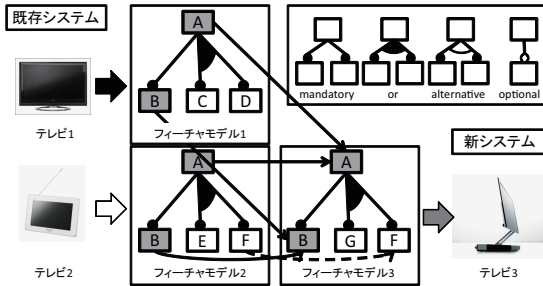 既存システム
テレビ1
テレビ2
A
B C D
フィーチャモデル1
mandatory or alternative optional
A
B E F
フィーチャモデル2
A
B G F
フィーチャモデル3
新システム
テレビ3